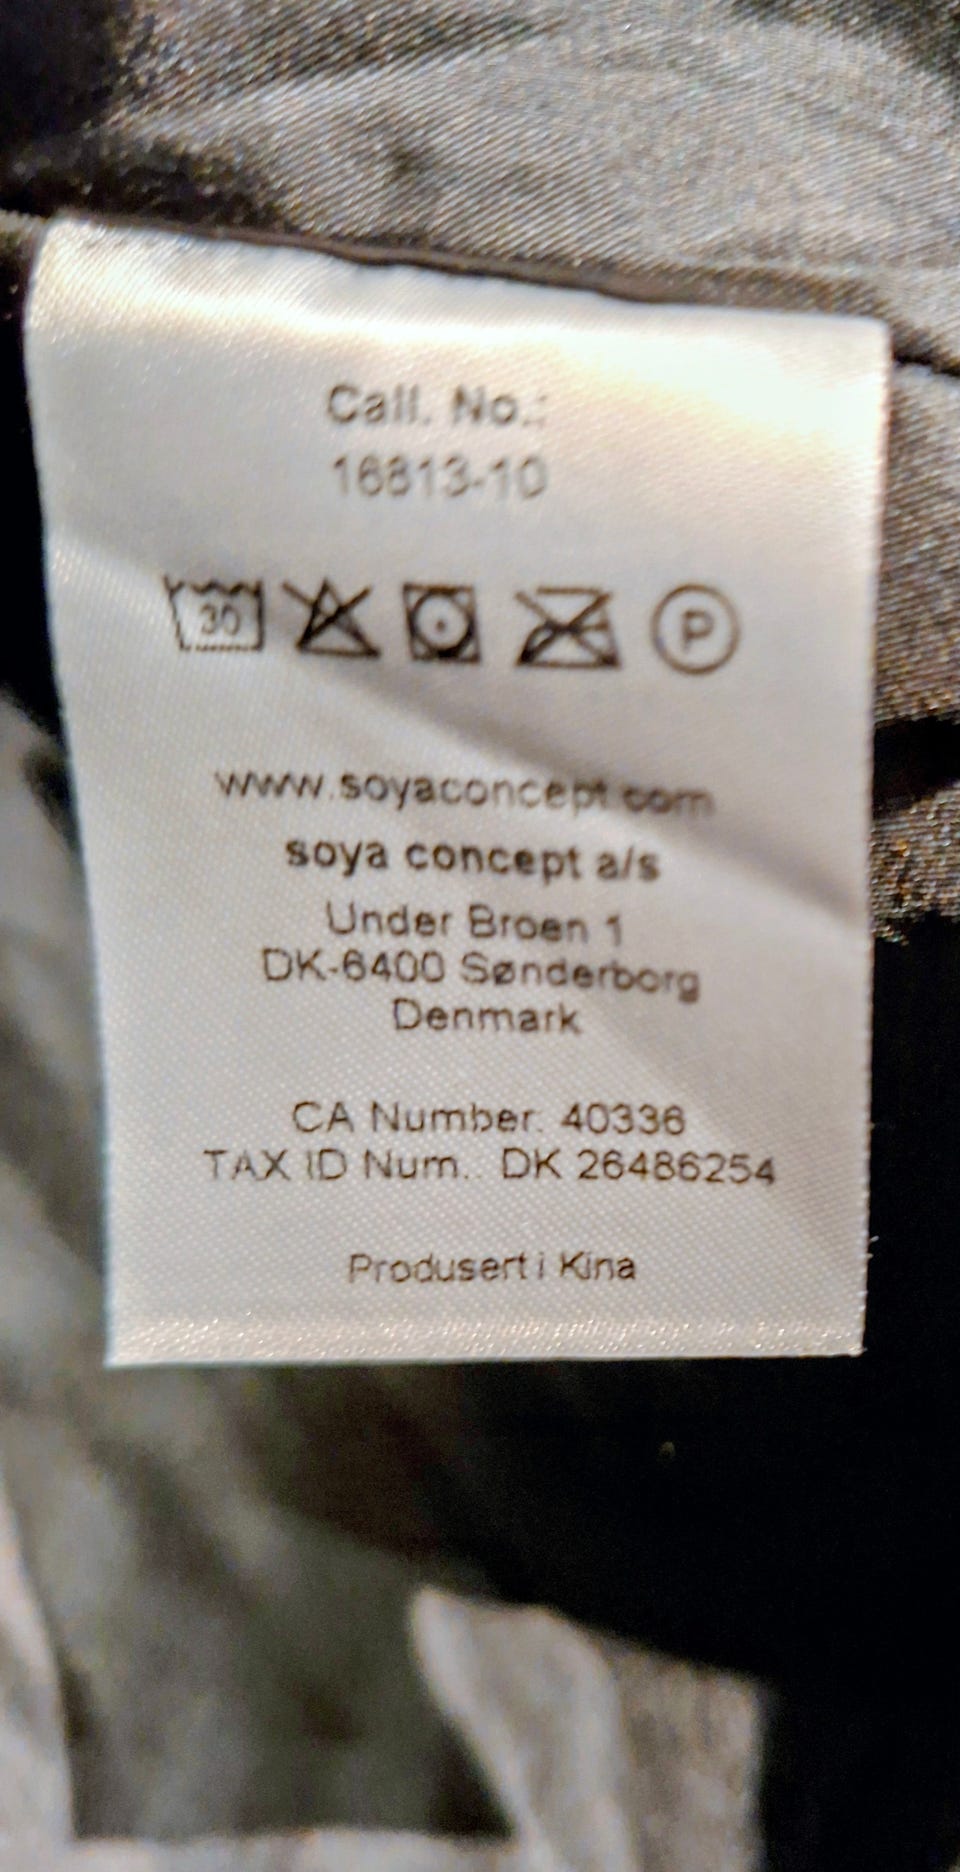 Call. No.:
16813-10
30
P
www.soyaconcept.com
soya concept a/s
Under Broen 1
DK-6400 Sønderborg
Denmark
CA Number: 40336
TAX ID Num.: DK 26486254
Produsert i Kina